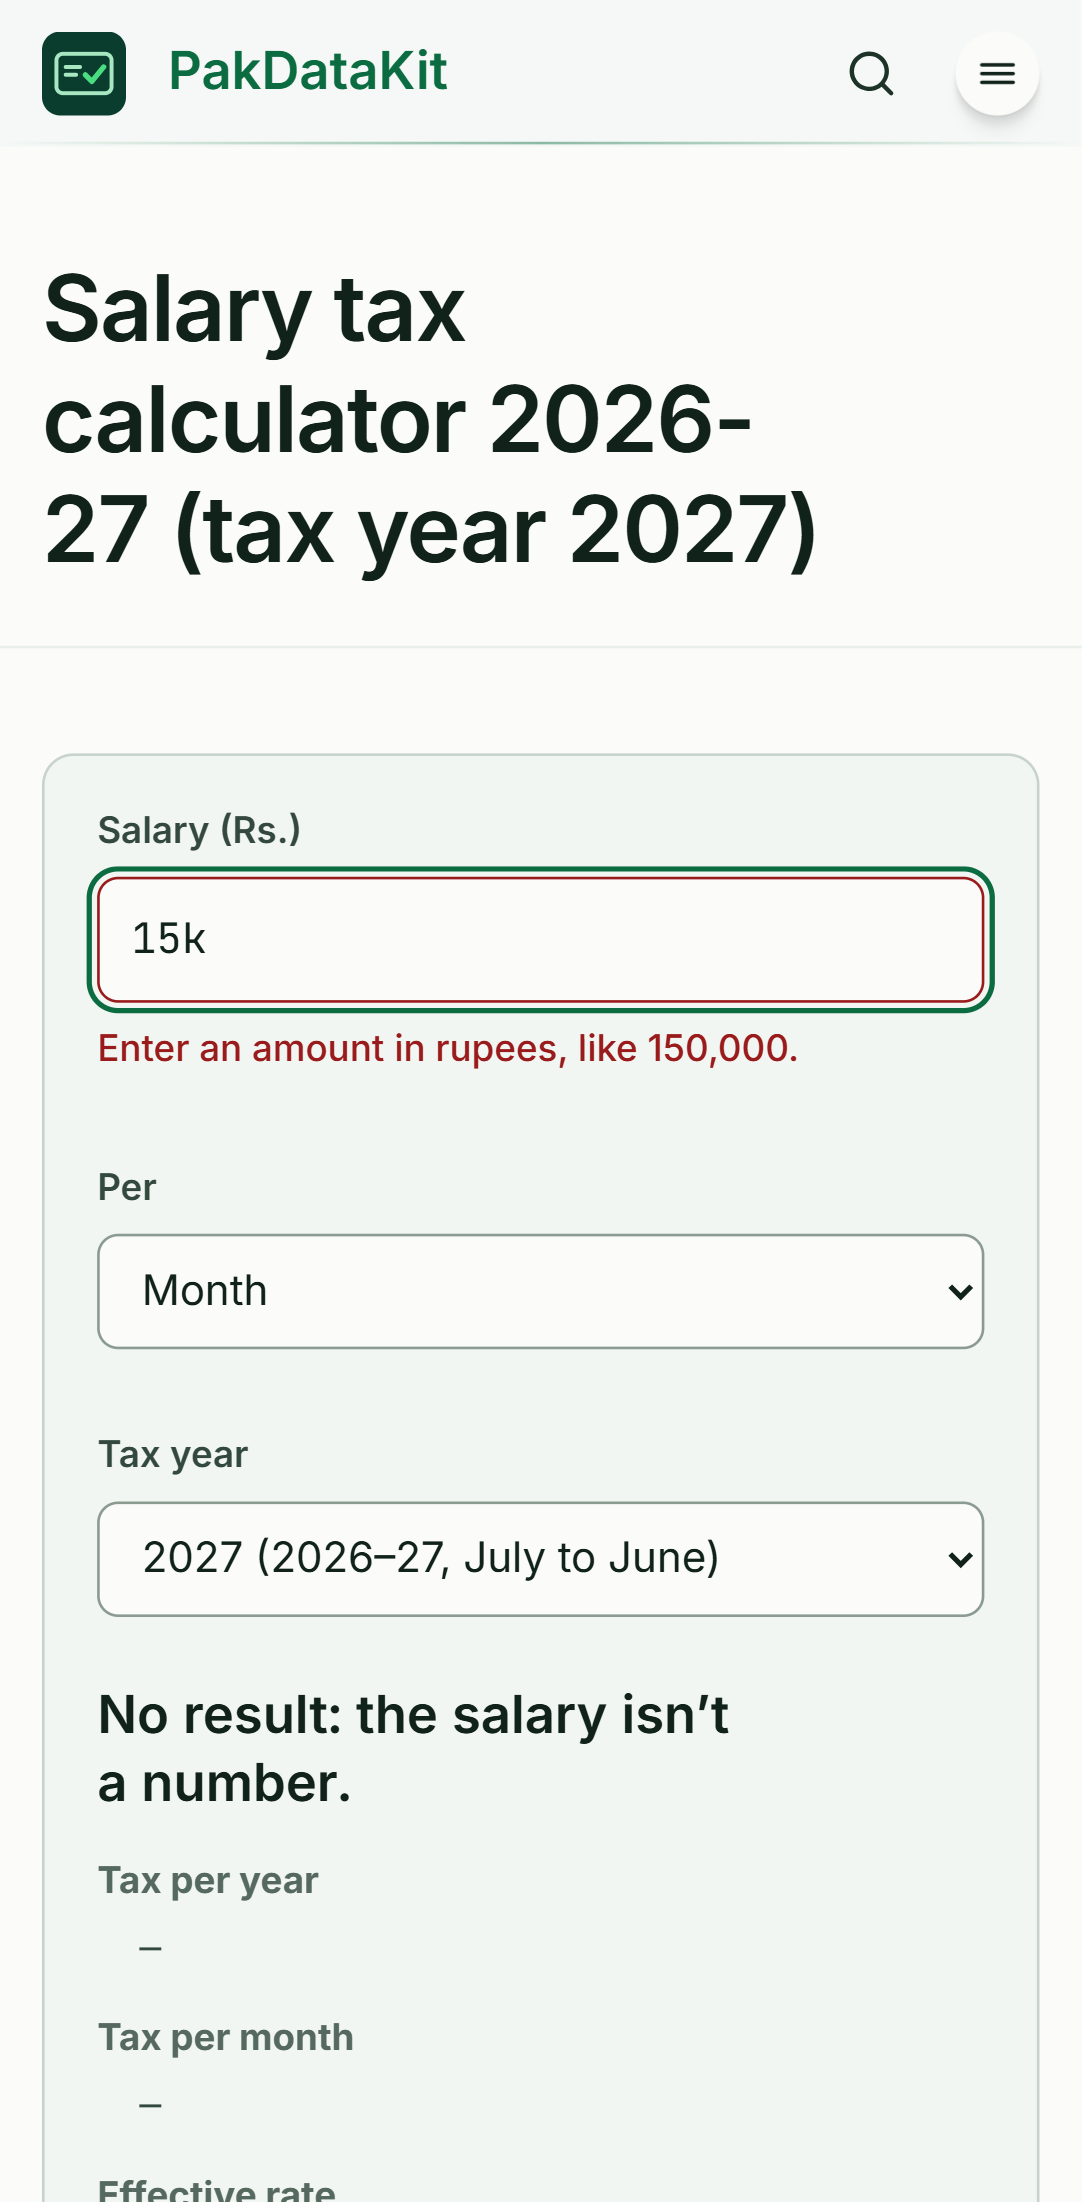 PakDataKit
Salary tax
calculator 2026-
27 (tax year 2027)
Salary (Rs.)
15k
Enter an amount in rupees, like 150,000.
Per
Month
Tax year
2027 (2026–27, July to June)
No result: the salary isn’t
a number.
Tax per year
–
Tax per month
–
Effective rate